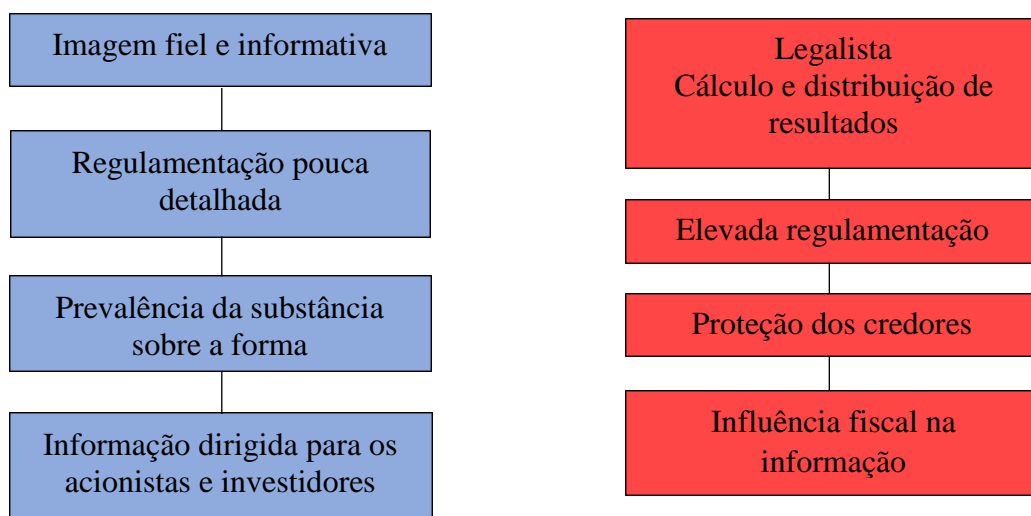 Imagem fiel e informativa
Regulamentação pouca
detalhada
Prevalência da substância
sobre a forma
Informação dirigida para os
acionistas e investidores
Legalista
Cálculo e distribuição de
resultados
Elevada regulamentação
Proteção dos credores
Influência fiscal na
informação